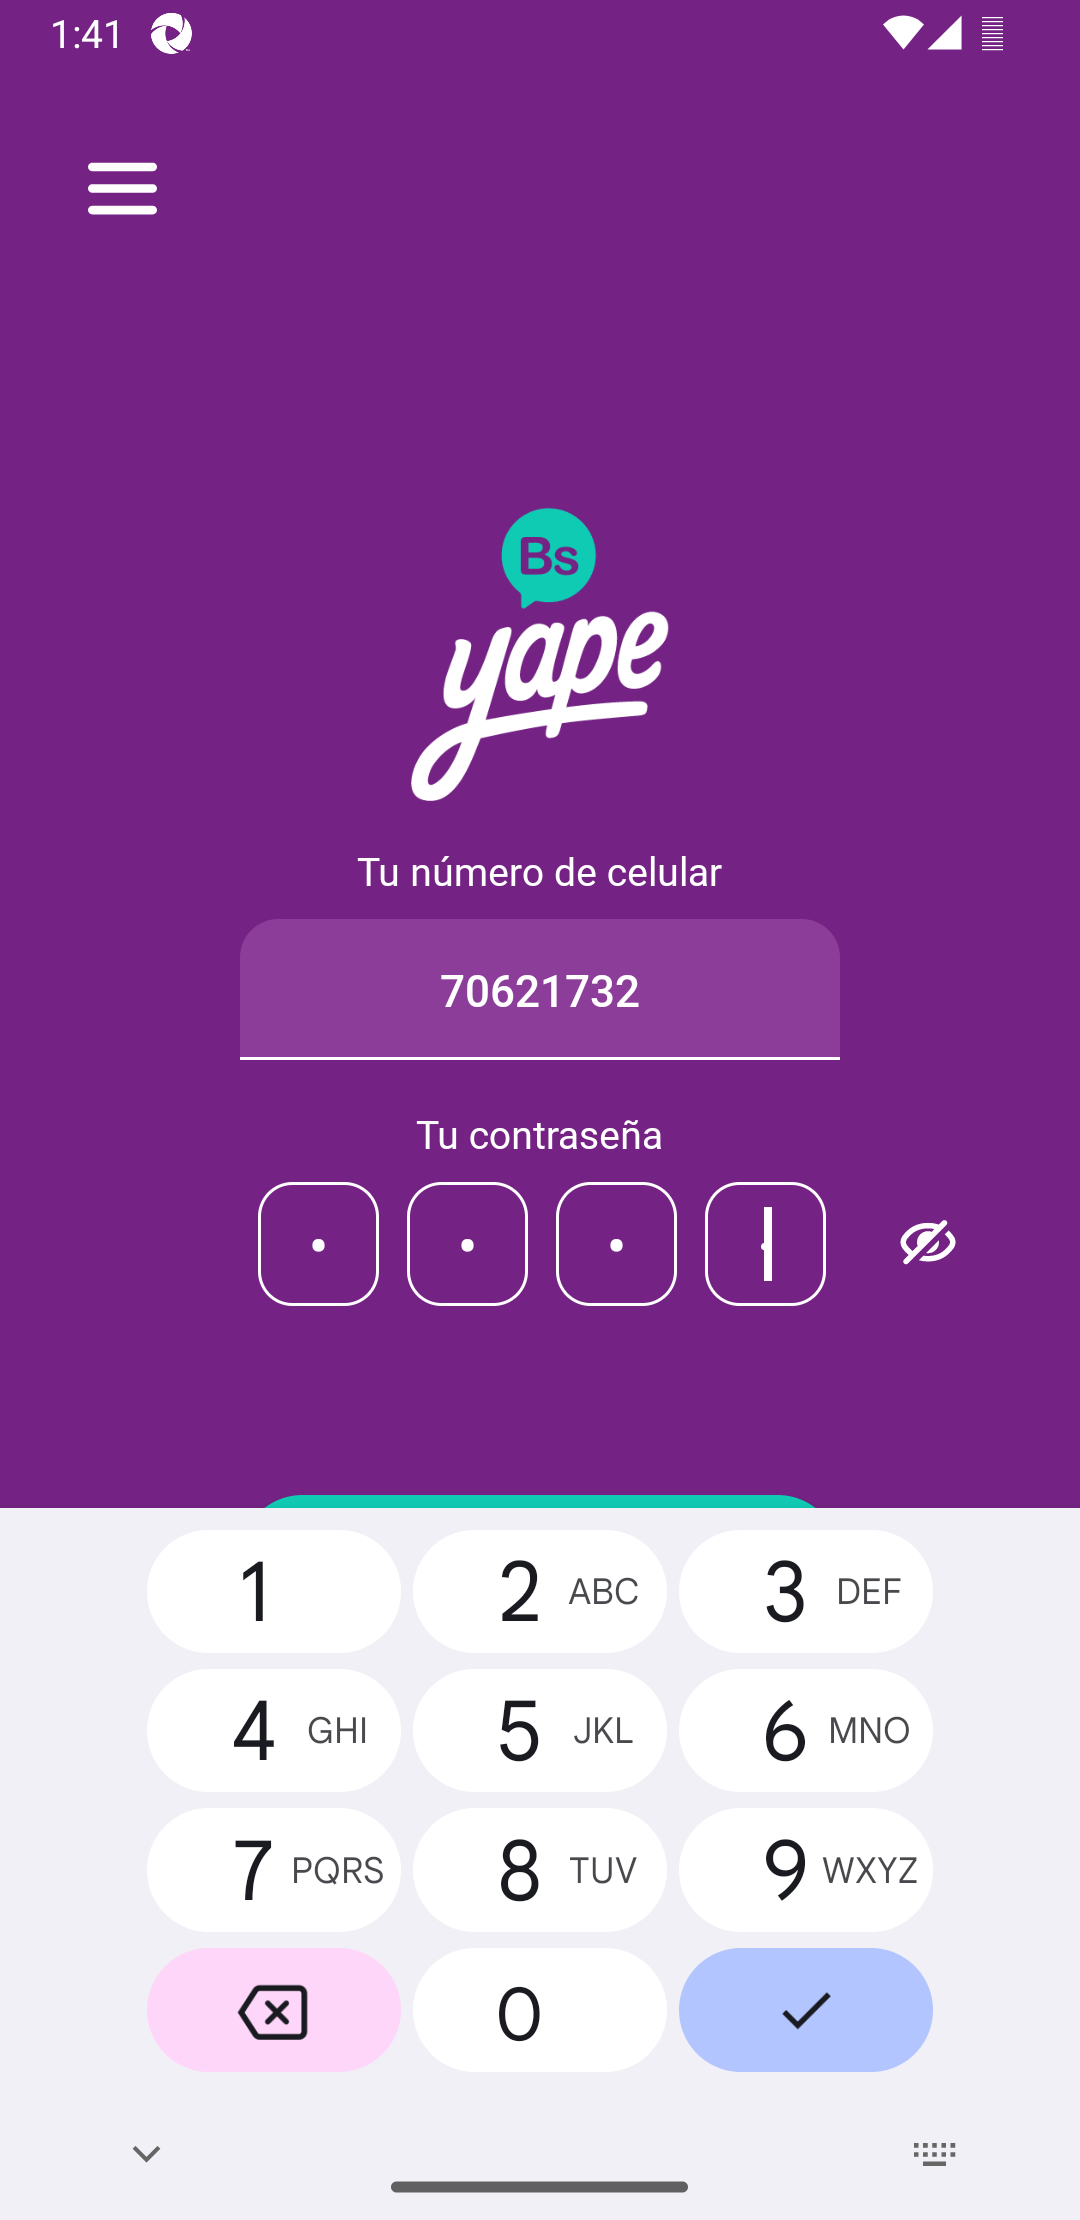 1:41
Bs
yape
Tu número de celular
70621732
Tu contraseña
1
2 ABC
3 DEF
4 GHI
5 JKL
6 MNO
7 PQRS
8 TUV
9 WXYZ
0